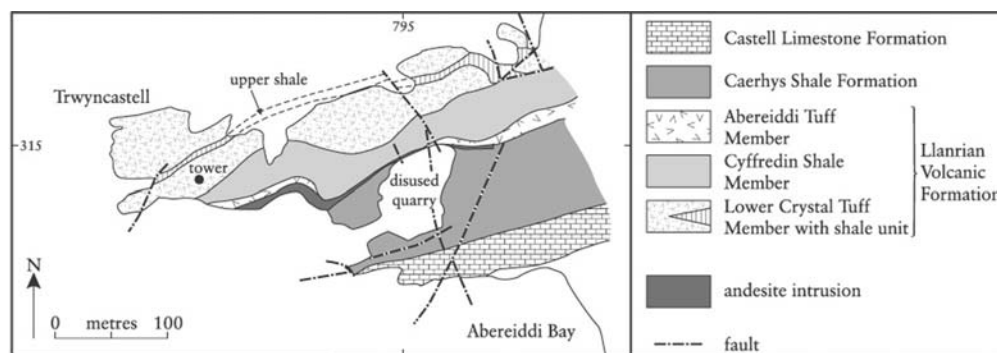 795
upper shale
Trwyncastell
315
tower
disused
quarry
N
0 metres 100
Abereiddi Bay
Castell Limestone Formation
Caerhys Shale Formation
Abereiddi Tuff
Member
Cyffredin Shale
Member
Lower Crystal Tuff
Member with shale unit
Llanrian
Volcanic
Formation
andesite intrusion
fault